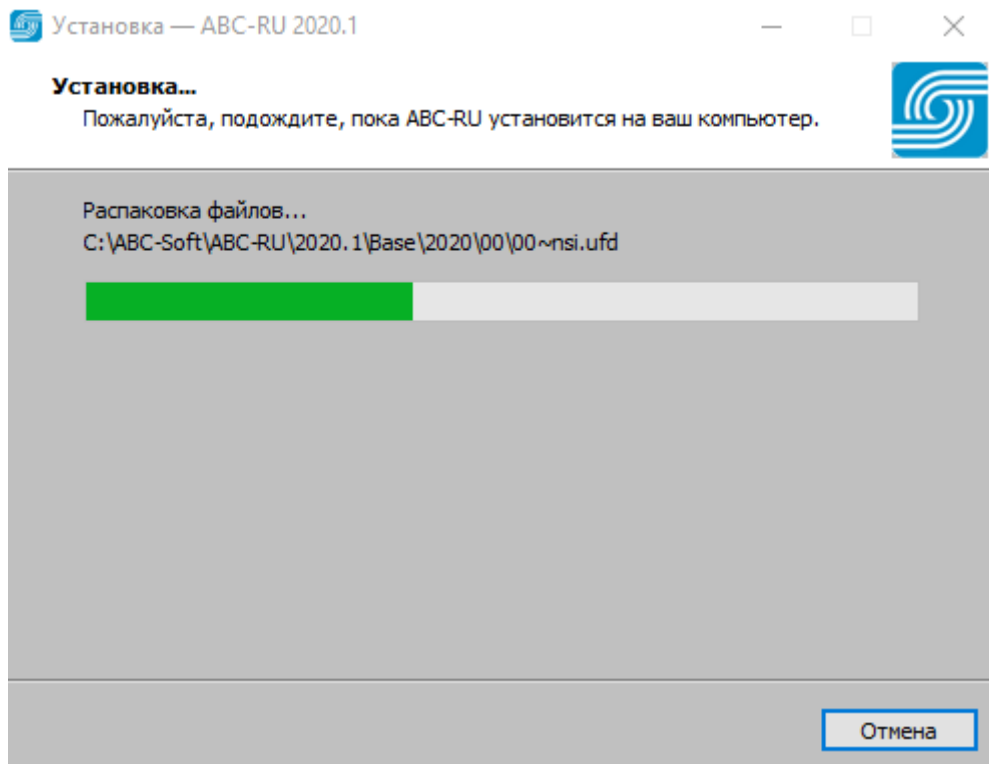 Установка — ABC-RU 2020.1
Установка...
Пожалуйста, подождите, пока ABC-RU установится на ваш компьютер.
Распаковка файлов...
C:\ABC-Soft\ABC-RU\2020.1\Base\2020\00\00~nsi.ufd
Отмена